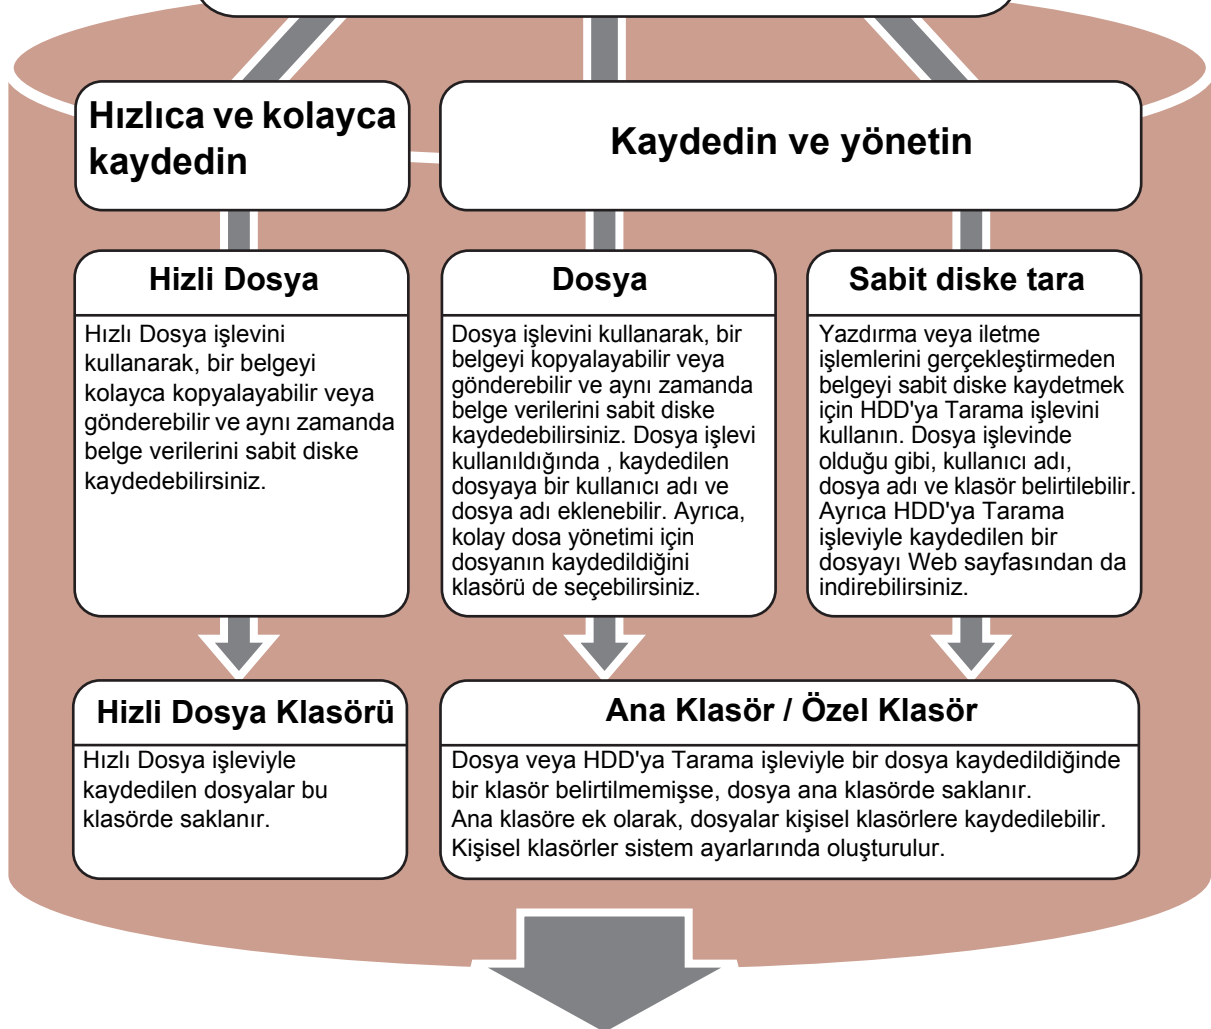 Hızlıca ve kolayca
kaydedin
Kaydedin ve yönetin
Hizli Dosya
Hızlı Dosya işlevini
kullanarak, bir belgeyi
kolayca kopyalayabilir veya
gönderebilir ve aynı zamanda
belge verilerini sabit diske
kaydedebilirsiniz.
Dosya
Dosya işlevini kullanarak, bir
belgeyi kopyalayabilir veya
gönderebilir ve aynı zamanda
belge verilerini sabit diske
kaydedebilirsiniz. Dosya işlevi
kullanıldığında , kaydedilen
dosyaya bir kullanıcı adı ve
dosya adı eklenebilir. Ayrıca,
kolay dosa yönetimi için
dosyanın kaydedildiğini
klasörü de seçebilirsiniz.
Sabit diske tara
Yazdırma veya iletme
işlemlerini gerçekleştirmeden
belgeyi sabit diske kaydetmek
için HDD'ya Tarama işlevini
kullanın. Dosya işlevinde
olduğu gibi, kullanıcı adı,
dosya adı ve klasör belirtilebilir.
Ayrıca HDD'ya Tarama
işleviyle kaydedilen bir
dosyayı Web sayfasından da
indirebilirsiniz.
Hizli Dosya Klasörü
Hızlı Dosya işleviyle
kaydedilen dosyalar bu
klasörde saklanır.
Ana Klasör / Özel Klasör
Dosya veya HDD'ya Tarama işleviyle bir dosya kaydedildiğinde
bir klasör belirtilmemişse, dosya ana klasörde saklanır.
Ana klasöre ek olarak, dosyalar kişisel klasörlere kaydedilebilir.
Kişisel klasörler sistem ayarlarında oluşturulur.